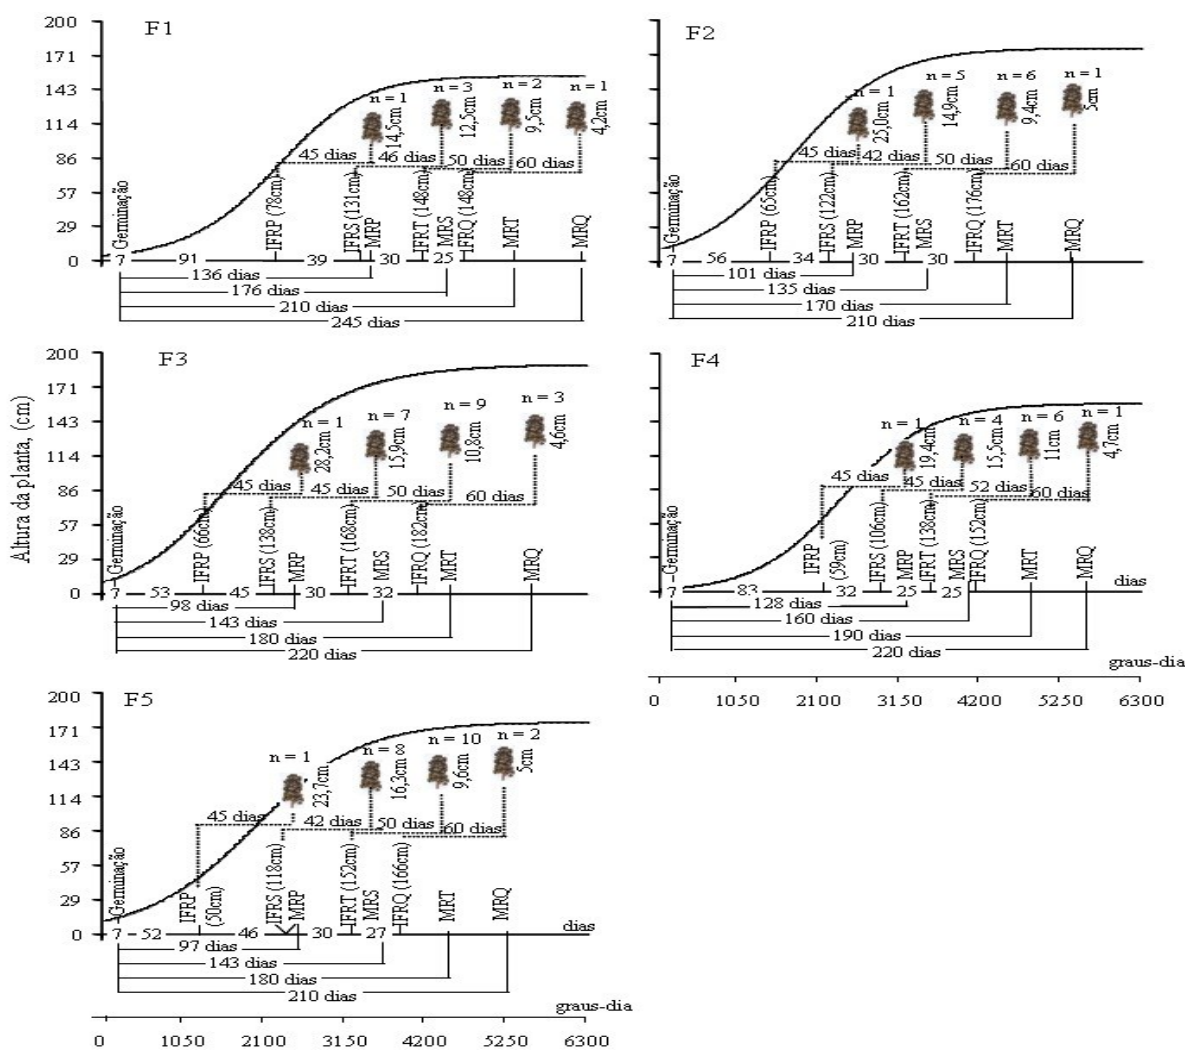 Altura da planta, (cm)
F1
200
171
143
114
86
57
29
0
n = 1
14,5cm
n = 3
12,5cm
n = 2
9,5cm
n = 1
4,2cm
45 dias
46 dias
50 dias
60 dias
Germinação
IFRP (78cm)
IFRS (131cm)
MRP
IFRT (148cm)
MRS
IFRQ (148cm)
MRT
MRQ
7 91 39 30 25
136 dias
176 dias
210 dias
245 dias
F2
200
171
143
114
86
57
29
0
n = 1
25,0cm
n = 5
14,9cm
n = 6
9,4cm
n = 1
5cm
45 dias
42 dias
50 dias
60 dias
Germinação
IFRP (65cm)
IFRS (122cm)
MRP
IFRT (162cm)
MRS
IFRQ (176cm)
MRT
MRQ
7 56 34 30 30
101 dias
135 dias
170 dias
210 dias
F3
200
171
143
114
86
57
29
0
n = 1
28,2cm
n = 7
15,9cm
n = 9
10,8cm
n = 3
4,6cm
45 dias
45 dias
50 dias
60 dias
Germinação
IFRP (66cm)
IFRS (138cm)
MRP
IFRT (168cm)
MRS
IFRQ (182cm)
MRT
MRQ
7 53 45 30 32
98 dias
143 dias
180 dias
220 dias
F4
200
171
143
114
86
57
29
0
n = 1
19,4cm
n = 4
15,5cm
n = 6
11cm
n = 1
4,7cm
45 dias
45 dias
52 dias
60 dias
Germinação
IFRP
(59cm)
IFRS (106cm)
MRP
IFRT (138cm)
MRS
IFRQ (152cm)
MRT
MRQ
dias
7 83 32 25 25
128 dias
160 dias
190 dias
220 dias
graus-dia
0 1050 2100 3150 4200 5250 6300
F5
200
171
143
114
86
57
29
0
n = 1
23,7cm
n = 8
16,3cm
n = 10
9,6cm
n = 2
5cm
45 dias
42 dias
50 dias
60 dias
Germinação
IFRP
(50cm)
IFRS (118cm)
MRP
IFRT (152cm)
MRS
IFRQ (166cm)
MRT
MRQ
dias
7 52 46 30 27
97 dias
143 dias
180 dias
210 dias
graus-dia
0 1050 2100 3150 4200 5250 6300